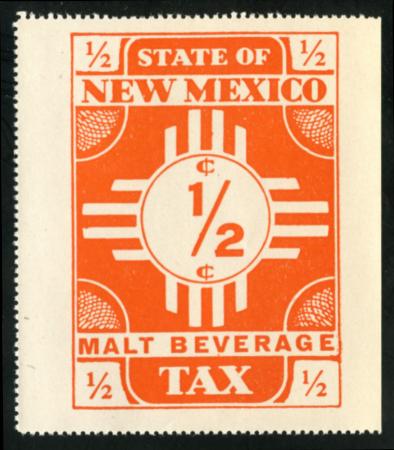 ½ STATE OF ½
NEW MEXICO
¢
1/2
¢
MALT BEVERAGE
½ TAX ½